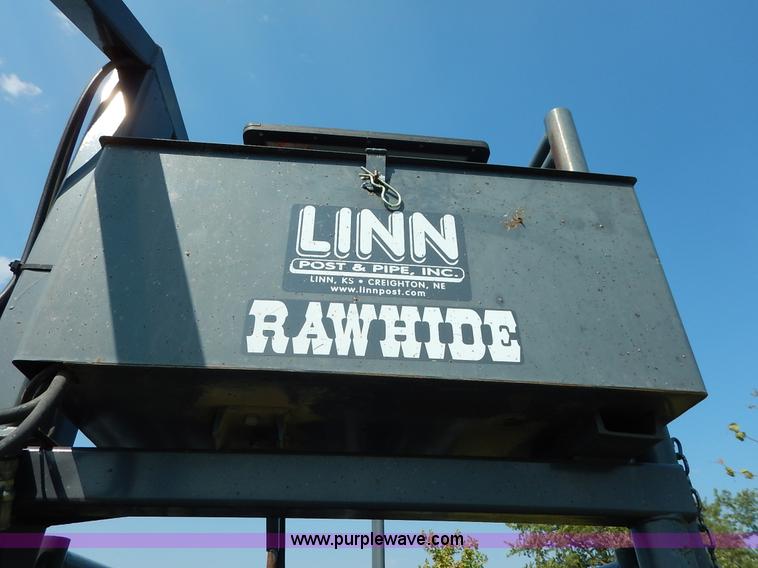 LINN
POST & PIPE, INC.
LINN, KS • CREIGHTON, NE
www.linnpost.com
RAWHIDE
www.purplewave.com